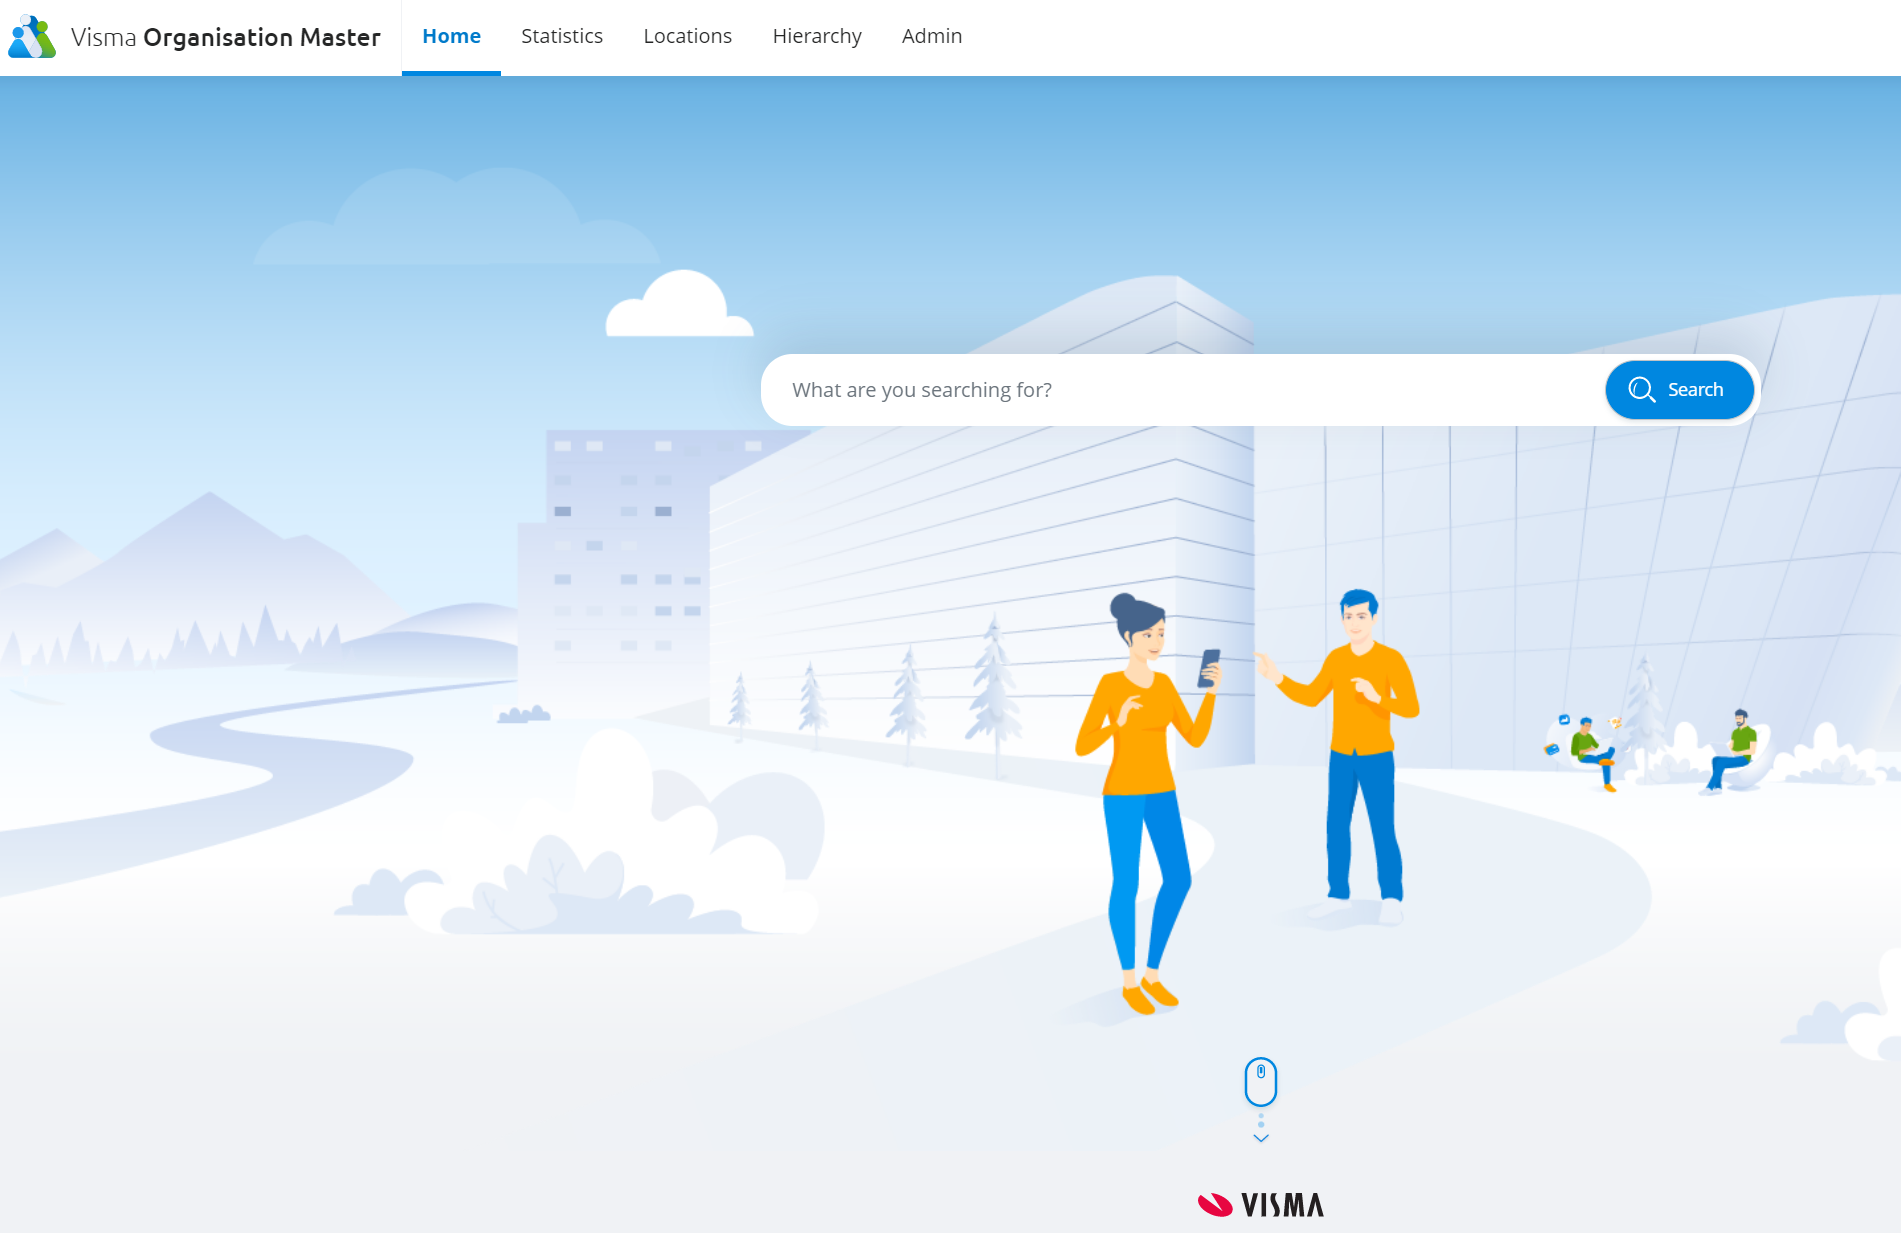 Visma Organisation Master
Home
Statistics
Locations
Hierarchy
Admin
What are you searching for?
Search
VISMA